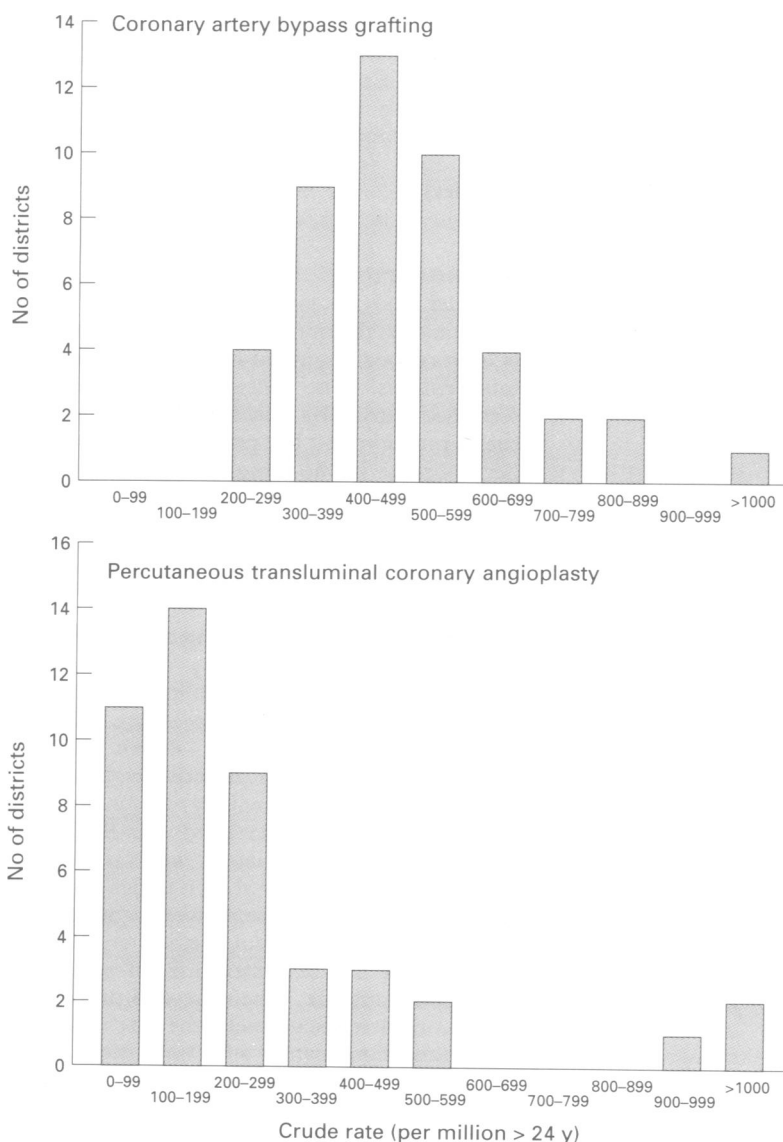 Coronary artery bypass grafting
14
12
10
8
6
4
2
0
No of districts
0–99 200–299 400–499 600–699 800–899 >1000
100–199 300–399 500–599 700–799 900–999
Percutaneous transluminal coronary angioplasty
16
14
12
10
8
6
4
2
0
No of districts
0–99 200–299 400–499 600–699 800–899 >1000
100–199 300–399 500–599 700–799 900–999
Crude rate (per million > 24 y)